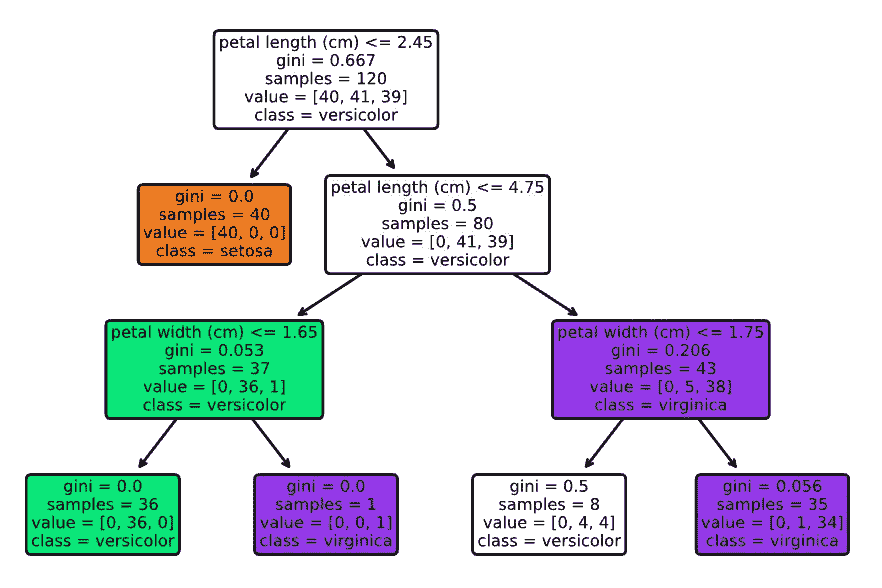 petal length (cm) <= 2.45
gini = 0.667
samples = 120
value = [40, 41, 39]
class = versicolor
gini = 0.0
samples = 40
value = [40, 0, 0]
class = setosa
petal length (cm) <= 4.75
gini = 0.5
samples = 80
value = [0, 41, 39]
class = versicolor
petal width (cm) <= 1.65
gini = 0.053
samples = 37
value = [0, 36, 1]
class = versicolor
petal width (cm) <= 1.75
gini = 0.206
samples = 43
value = [0, 5, 38]
class = virginica
gini = 0.0
samples = 36
value = [0, 36, 0]
class = versicolor
gini = 0.0
samples = 1
value = [0, 0, 1]
class = virginica
gini = 0.5
samples = 8
value = [0, 4, 4]
class = versicolor
gini = 0.056
samples = 35
value = [0, 1, 34]
class = virginica